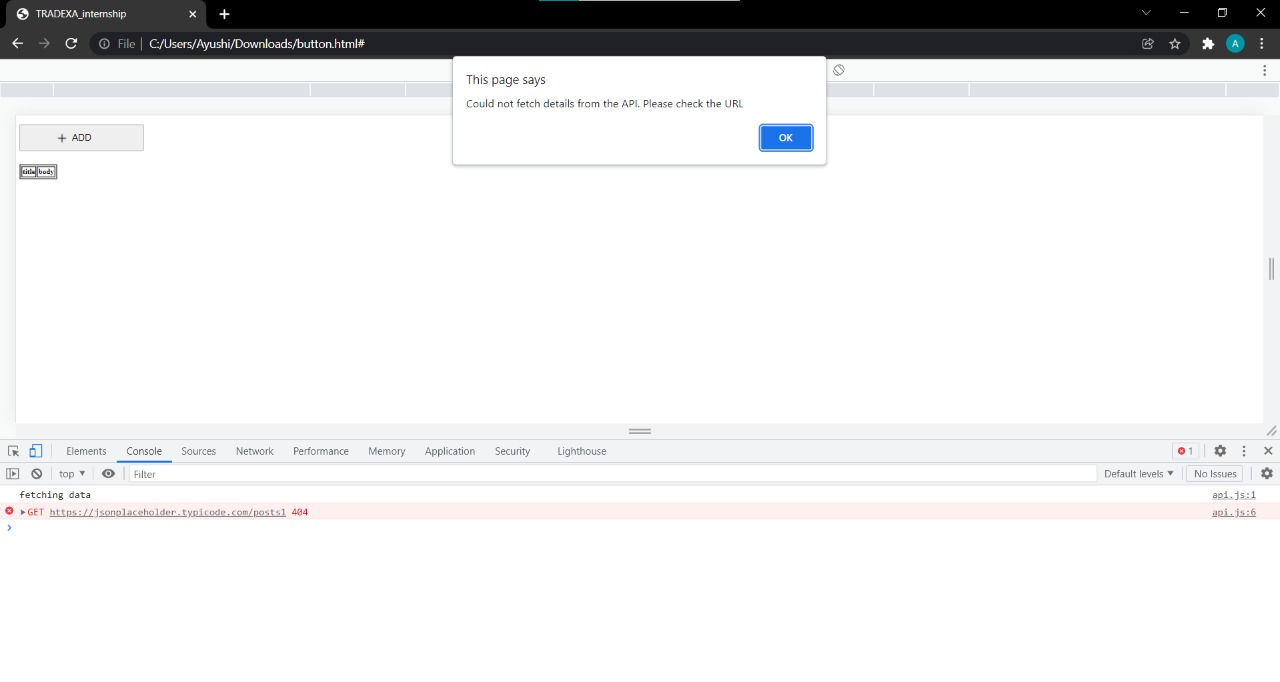 TRADEXA_internship
File
C:/Users/Ayushi/Downloads/button.html#
A
This page says
Could not fetch details from the API. Please check the URL
OK
+ ADD
title body
Elements Console Sources Network Performance Memory Application Security Lighthouse 1
top Filter Default levels No Issues
fetching data api.js:1
GET https://jsonplaceholder.typicode.com/posts1 404 api.js:6